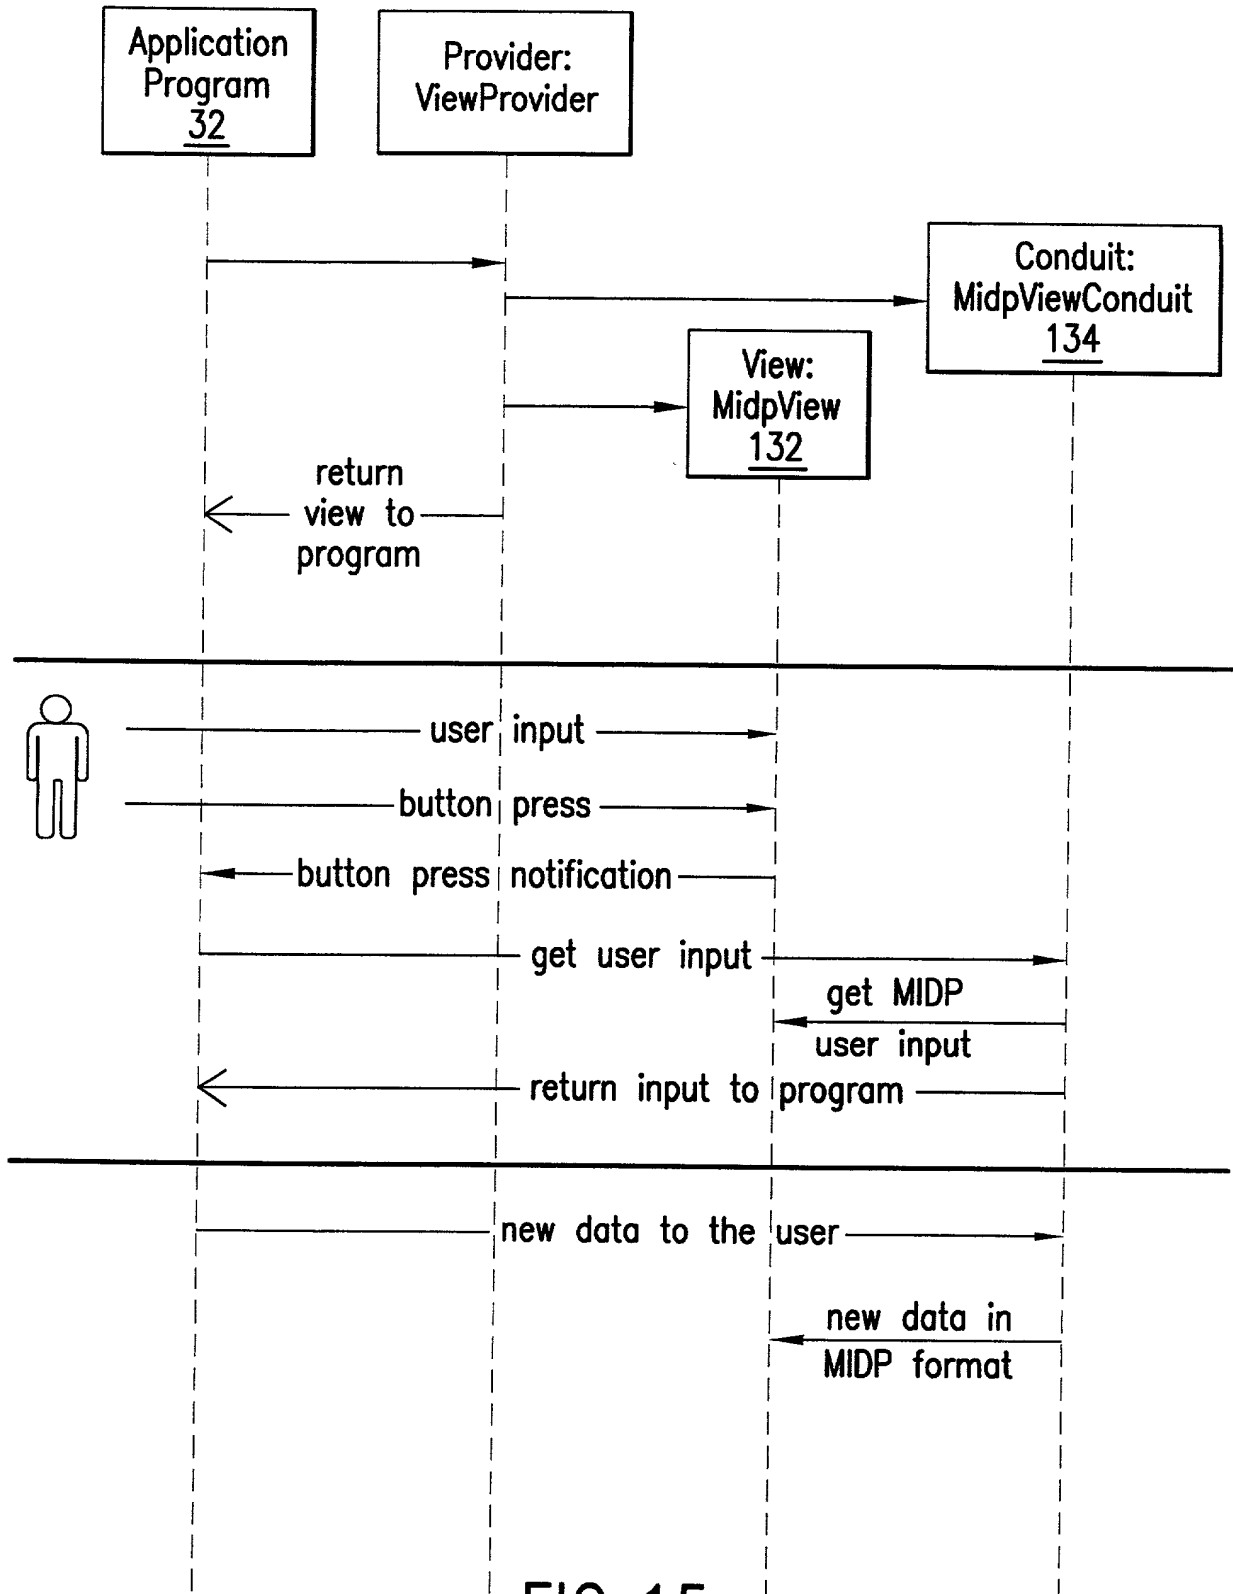 Application
Program
32
Provider:
ViewProvider
Conduit:
MidpViewConduit
134
View:
MidpView
132
return
view to
program
user input
button press
button press notification
get user input
get MIDP
user input
return input to program
new data to the user
new data in
MIDP format
FIG. 15